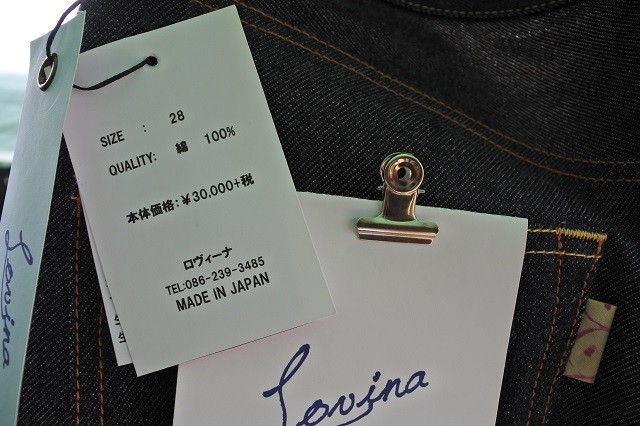 SIZE : 28
QUALITY: 綿 100%
本体価格:¥30,000+税
ロヴィーナ
TEL:086-239-3485
MADE IN JAPAN
Lovina
Lovina